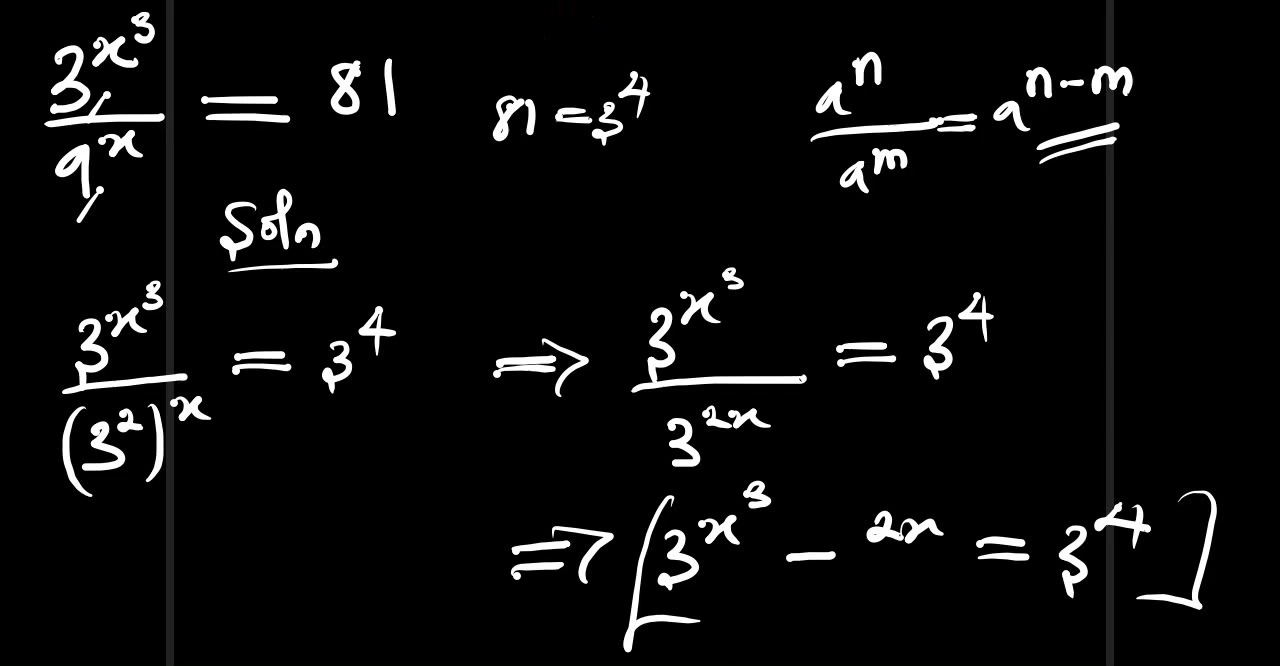 3^{x^3}/9^x = 81    81 = 3^4    a^n/a^m = a^{n-m}
Soln
3^{x^3}/(3^2)^x = 3^4 ⇒ 3^{x^3}/3^{2x} = 3^4
⇒ [3^{x^3} - ^{2x} = 3^4]